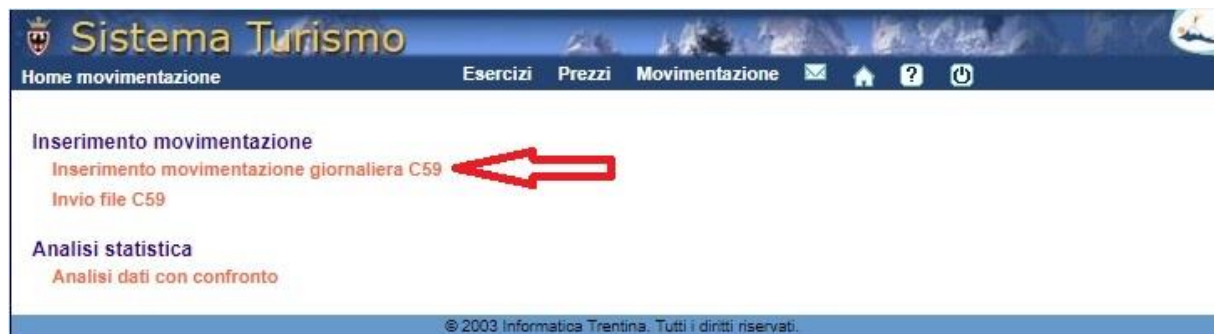 Sistema Turismo
Home movimentazione Esercizi Prezzi Movimentazione ?
Inserimento movimentazione
Inserimento movimentazione giornaliera C59
Invio file C59
Analisi statistica
Analisi dati con confronto
© 2003 Informatica Trentina. Tutti i diritti riservati.